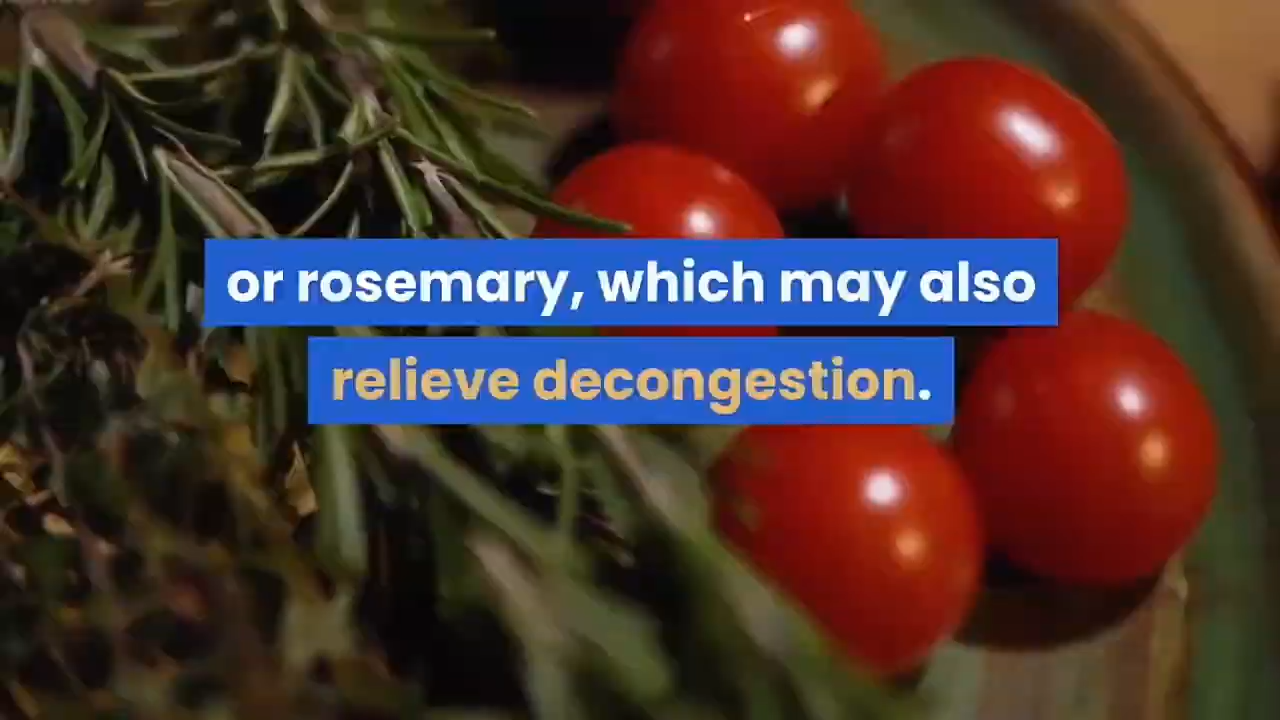 or rosemary, which may also
relieve decongestion.